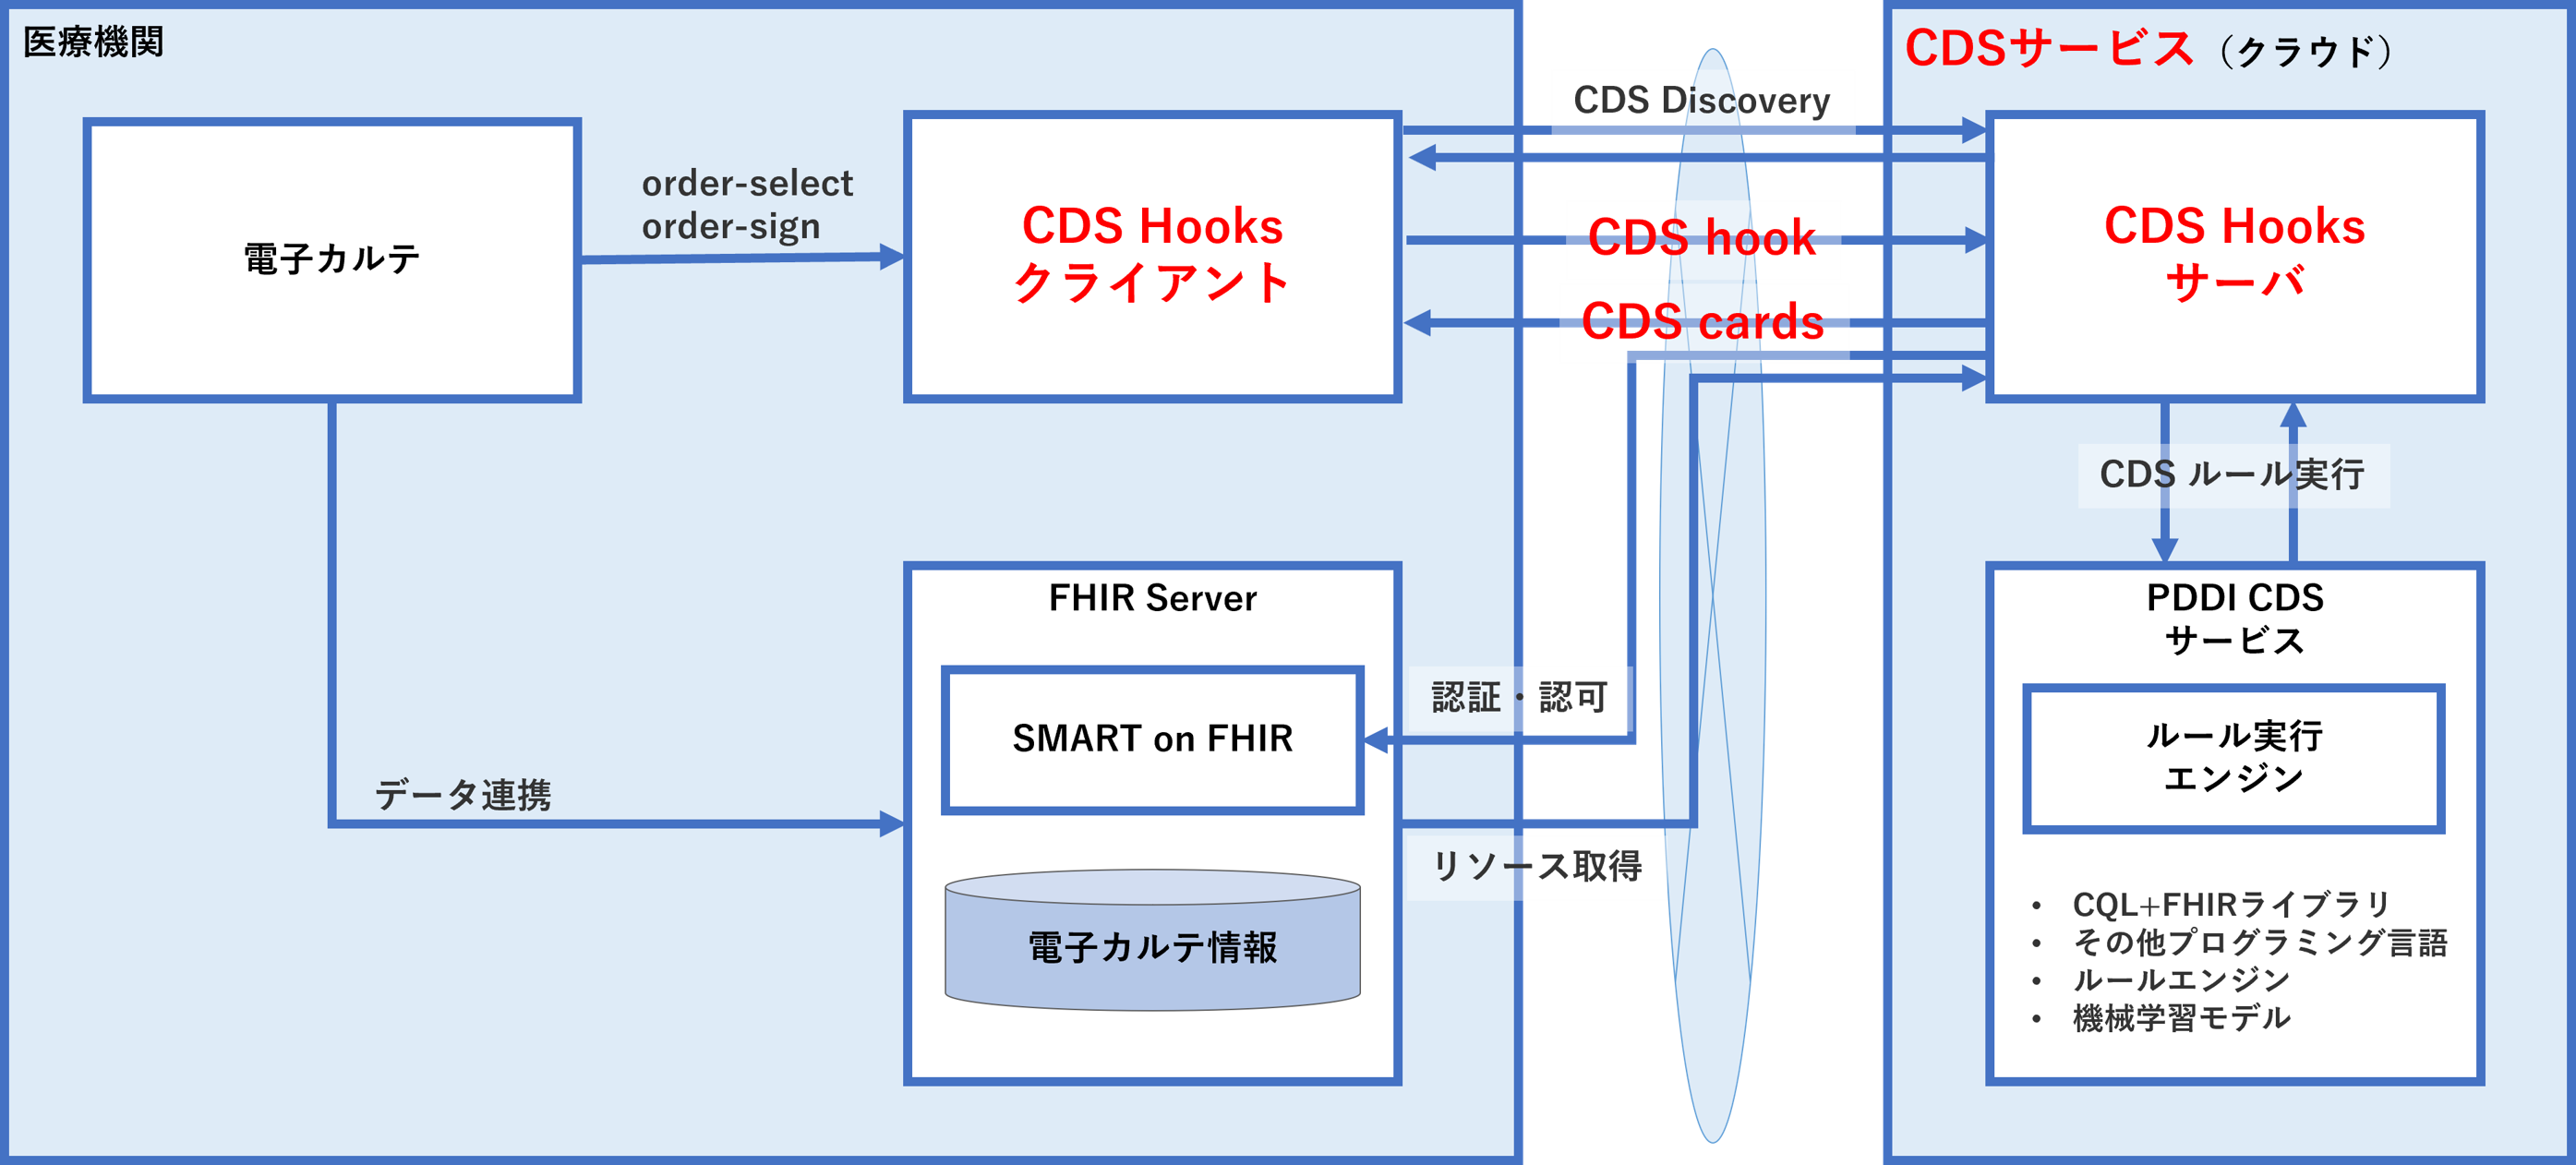 医療機関
電子カルテ
order-select
order-sign
CDS Hooks
クライアント
CDS Discovery
CDS hook
CDS cards
CDSサービス（クラウド）
CDS Hooks
サーバ
CDS ルール実行
データ連携
FHIR Server
SMART on FHIR
電子カルテ情報
認証・認可
リソース取得
PDDI CDS
サービス
ルール実行
エンジン
• CQL+FHIRライブラリ
• その他プログラミング言語
• ルールエンジン
• 機械学習モデル